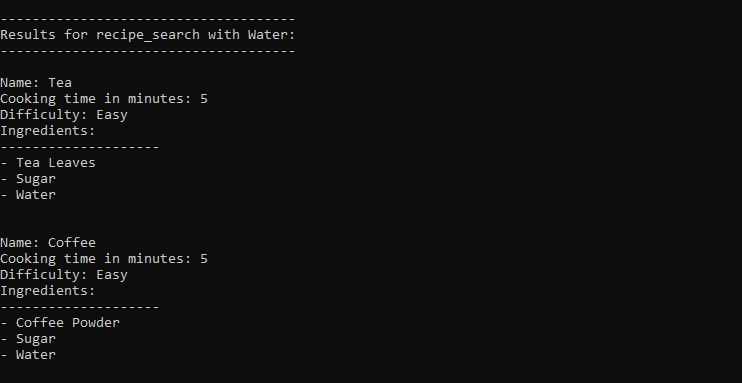 -------------------------------------
Results for recipe_search with Water:
-------------------------------------
Name: Tea
Cooking time in minutes: 5
Difficulty: Easy
Ingredients:
--------------------
- Tea Leaves
- Sugar
- Water
Name: Coffee
Cooking time in minutes: 5
Difficulty: Easy
Ingredients:
--------------------
- Coffee Powder
- Sugar
- Water